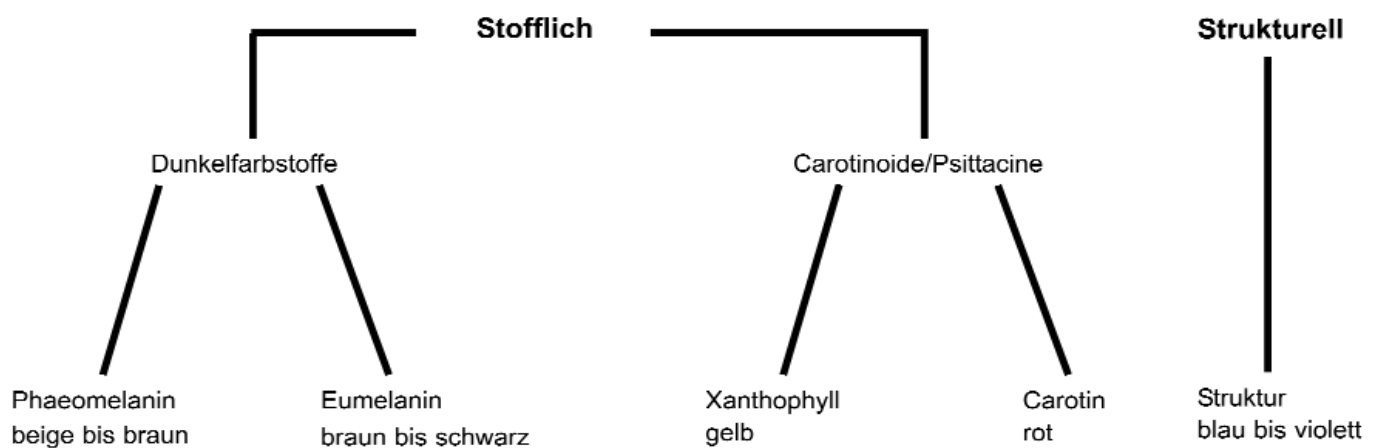 Stofflich
Strukturell
Dunkelfarbstoffe
Carotinoide/Psittacine
Phaeomelanin
beige bis braun
Eumelanin
braun bis schwarz
Xanthophyll
gelb
Carotin
rot
Struktur
blau bis violett